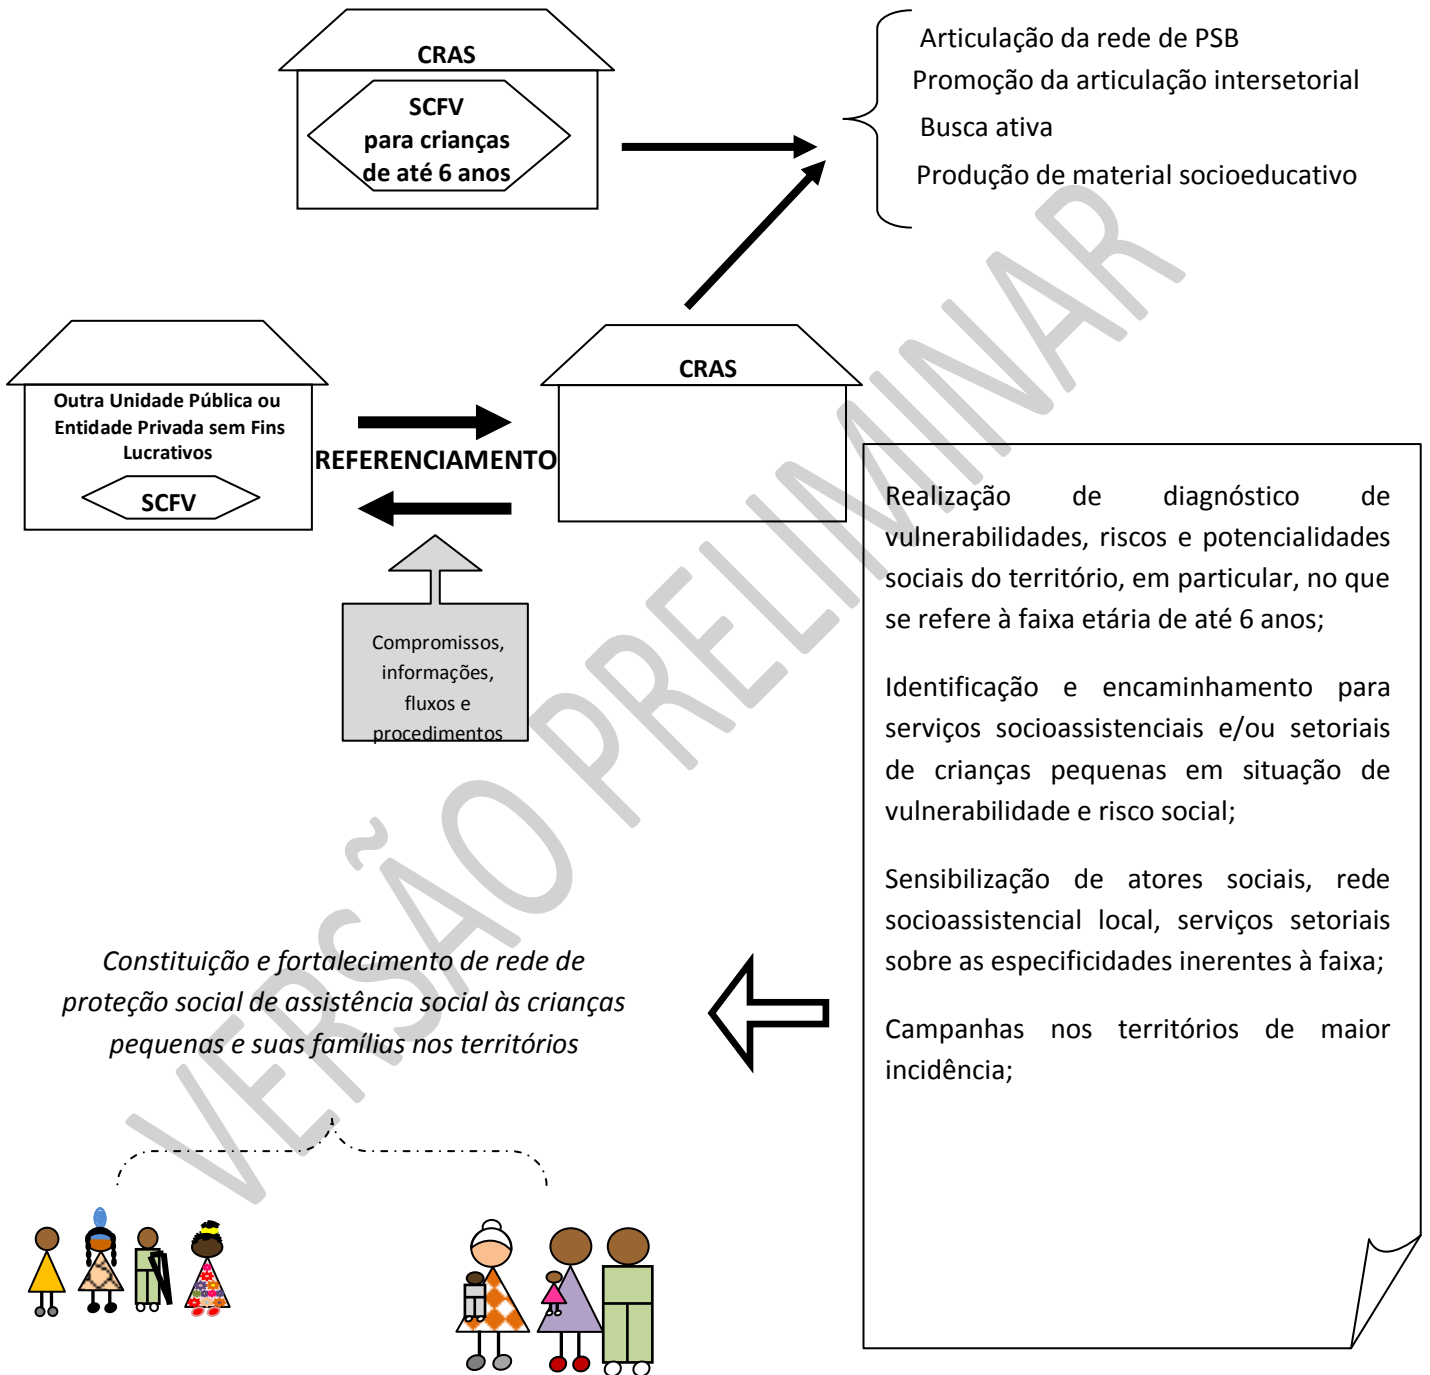 CRAS
SCFV
para crianças
de até 6 anos
Articulação da rede de PSB
Promoção da articulação intersetorial
Busca ativa
Produção de material socioeducativo
Outra Unidade Pública ou
Entidade Privada sem Fins
Lucrativos
SCFV
REFERENCIAMENTO
CRAS
Compromissos,
informações,
fluxos e
procedimentos
Realização de diagnóstico de
vulnerabilidades, riscos e potencialidades
sociais do território, em particular, no que
se refere à faixa etária de até 6 anos;
Identificação e encaminhamento para
serviços socioassistenciais e/ou setoriais
de crianças pequenas em situação de
vulnerabilidade e risco social;
Sensibilização de atores sociais, rede
socioassistencial local, serviços setoriais
sobre as especificidades inerentes à faixa;
Campanhas nos territórios de maior
incidência;
Constituição e fortalecimento de rede de
proteção social de assistência social às crianças
pequenas e suas famílias nos territórios
VERSÃO PRELIMINAR